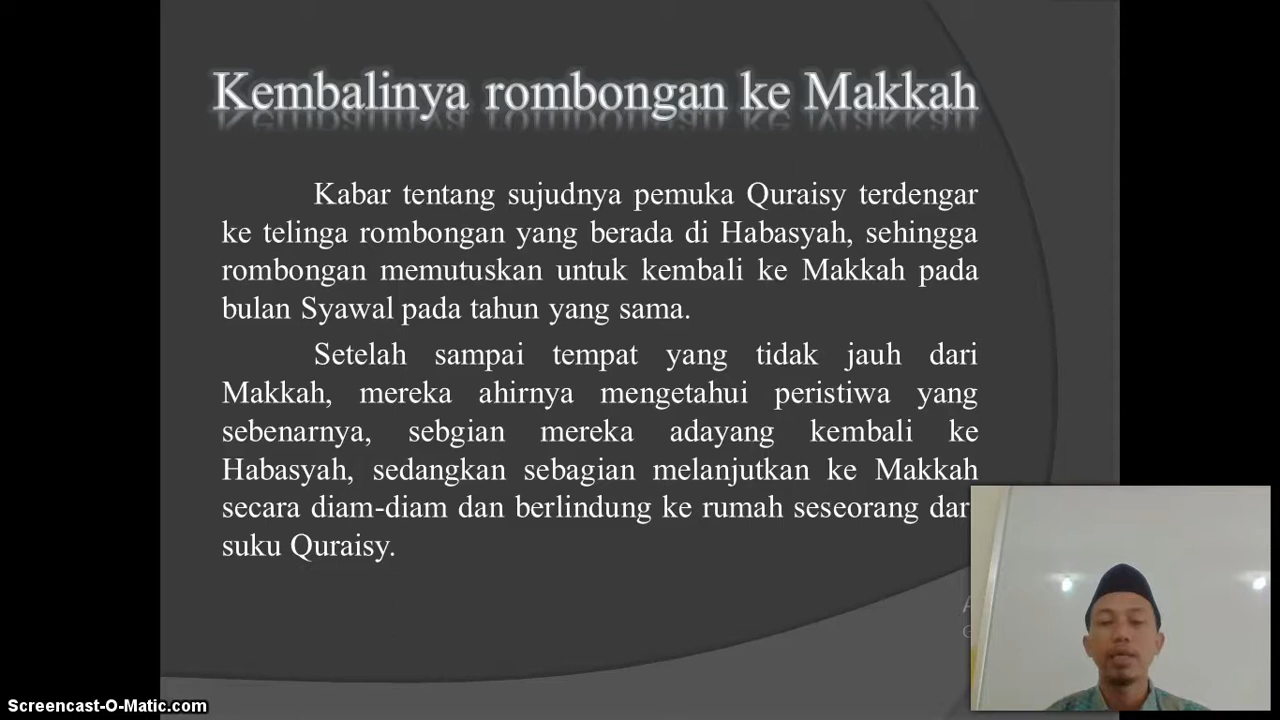 Kembalinya rombongan ke Makkah
Kabar tentang sujudnya pemuka Quraisy terdengar
ke telinga rombongan yang berada di Habasyah, sehingga
rombongan memutuskan untuk kembali ke Makkah pada
bulan Syawal pada tahun yang sama.
Setelah sampai tempat yang tidak jauh dari
Makkah, mereka ahirnya mengetahui peristiwa yang
sebenarnya, sebgian mereka adayang kembali ke
Habasyah, sedangkan sebagian melanjutkan ke Makkah
secara diam-diam dan berlindung ke rumah seseorang dar
suku Quraisy.
Screencast-O-Matic.com